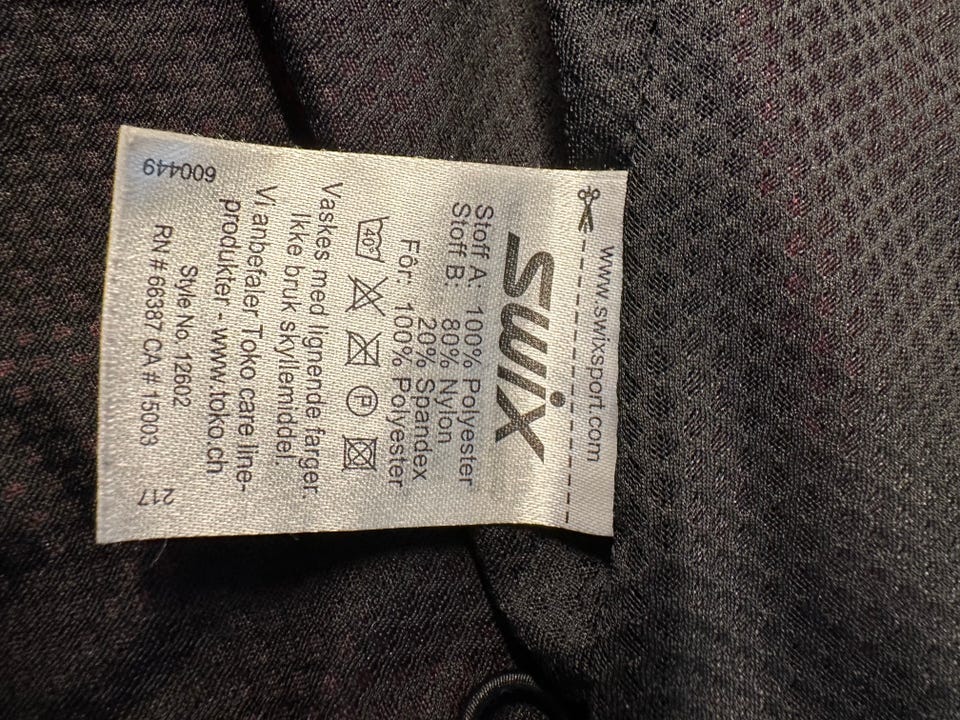 www.swixsport.com
swix
Stoff A: 100% Polyester
Stoff B: 80% Nylon
20% Spandex
Fôr: 100% Polyester
40°
P
Vaskes med lignende farger.
Ikke bruk skyllemiddel.
Vi anbefaler Toko care line-
produkter - www.toko.ch
Style No. 12602
RN # 66387 CA # 15003
600449
217